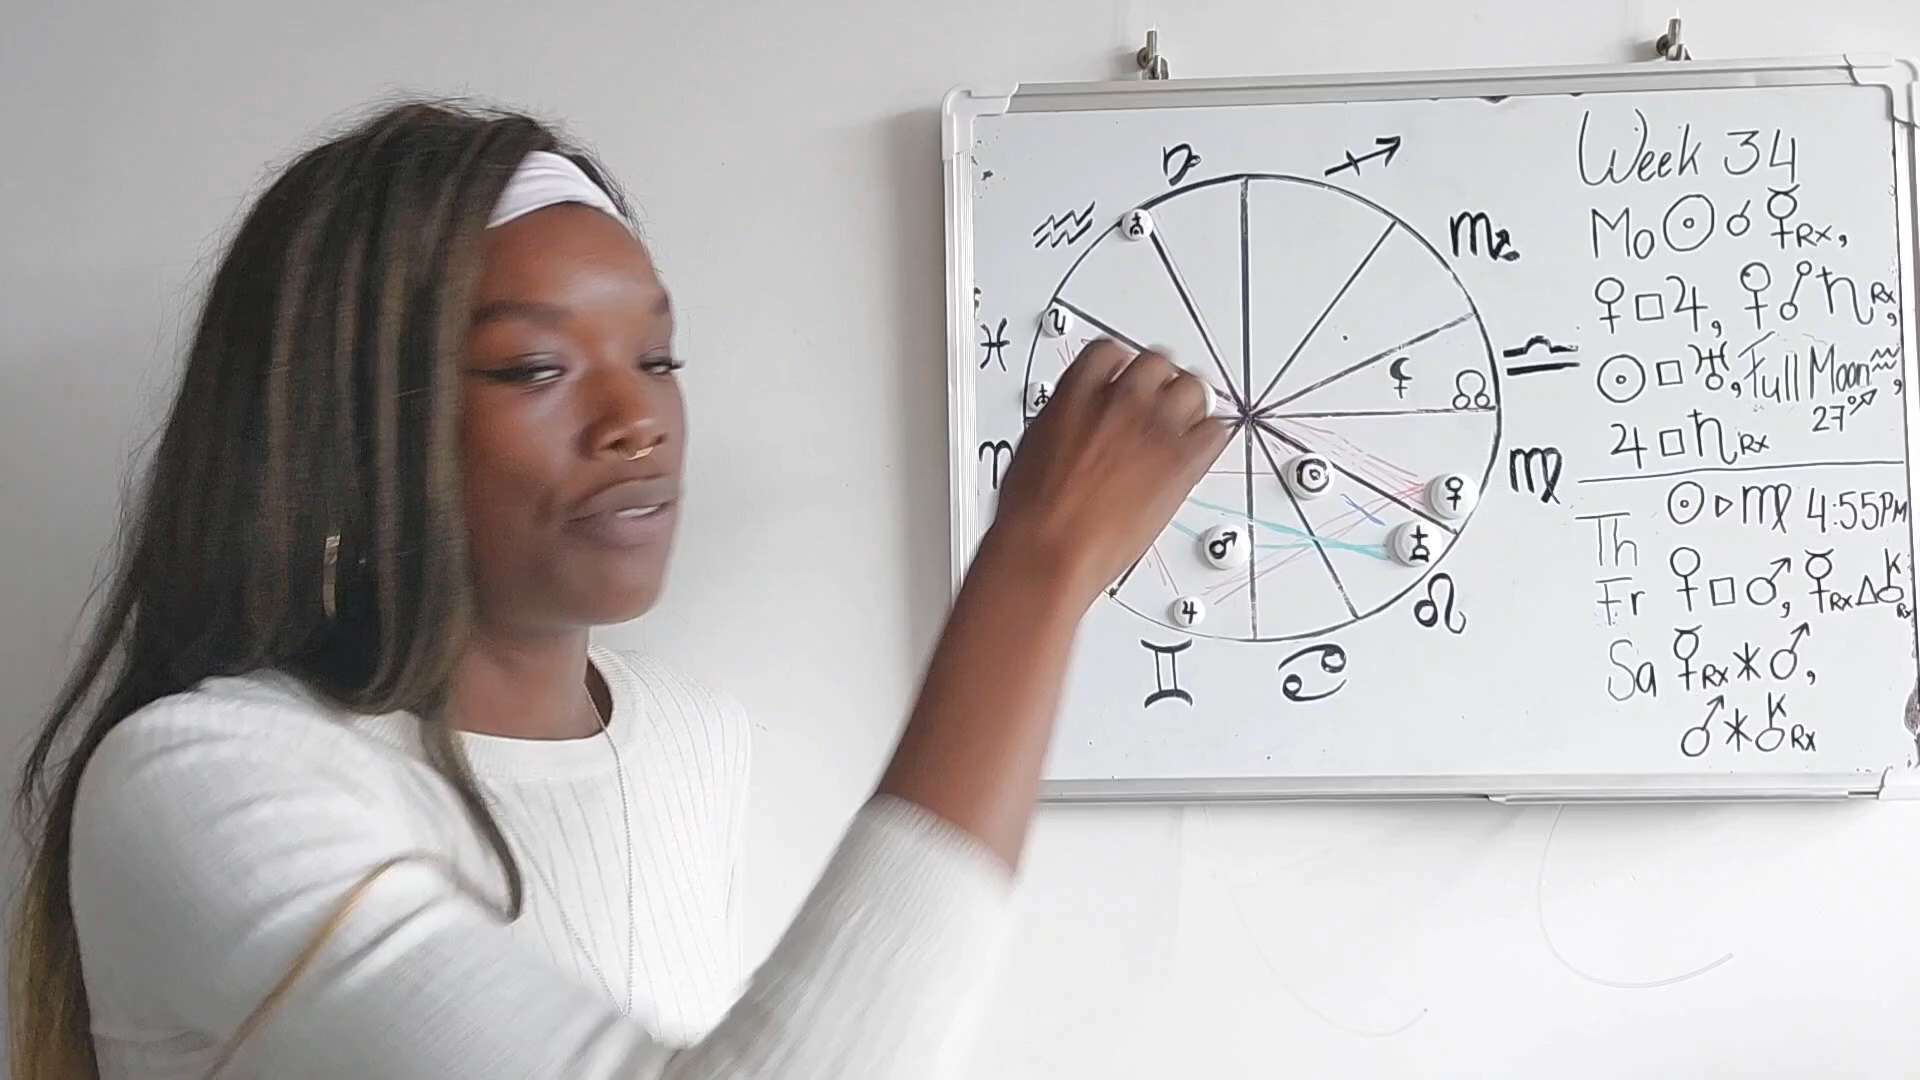 Week 34
Mo ☉ ☌ ☿ Rx,
♀ □ ♃, ♀ ☍ ♄ Rx,
☉ □ ♅, Full Moon ♒,
27°
♃ □ ♄ Rx
Th ☉ ▷ ♍ 4:55PM
Fr ♀ □ ♂, ☿ Rx △ ⚷ Rx
Sa ☿ Rx ⚹ ♂,
♂ ⚹ ⚷ Rx
♑ ♐
♒ ♏
♓ ♎
♈ ♍
♌
♊ ♋